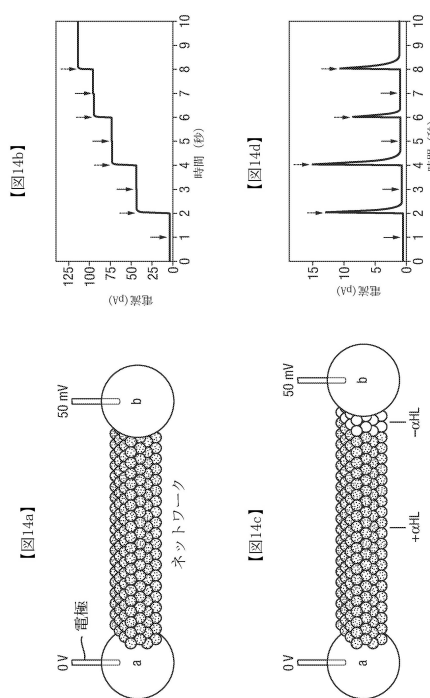 【図14a】
0 V
電極
50 mV
a
b
ネットワーク
【図14b】
電流(pA)
125
100
75
50
25
0
0 1 2 3 4 5 6 7 8 9 10
時間 (秒)
【図14c】
0 V
50 mV
a
b
+αHL
-αHL
【図14d】
電流(pA)
15
10
5
0
0 1 2 3 4 5 6 7 8 9 10
時間 (秒)